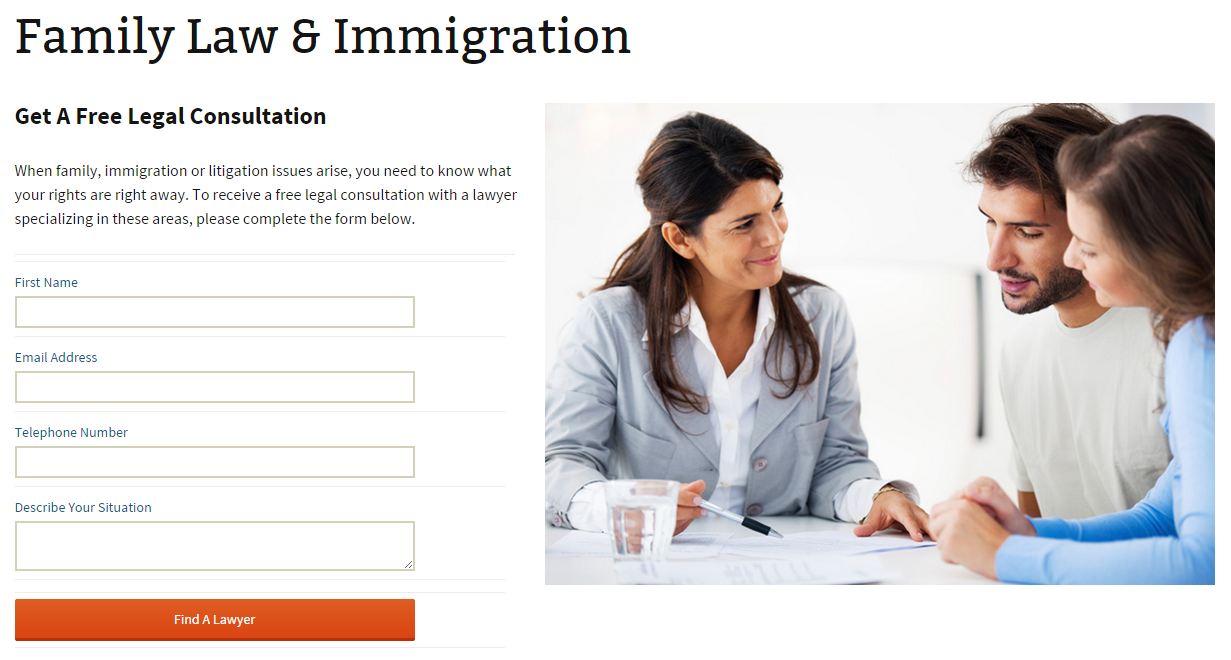 Family Law & Immigration
Get A Free Legal Consultation
When family, immigration or litigation issues arise, you need to know what
your rights are right away. To receive a free legal consultation with a lawyer
specializing in these areas, please complete the form below.
First Name
Email Address
Telephone Number
Describe Your Situation
Find A Lawyer